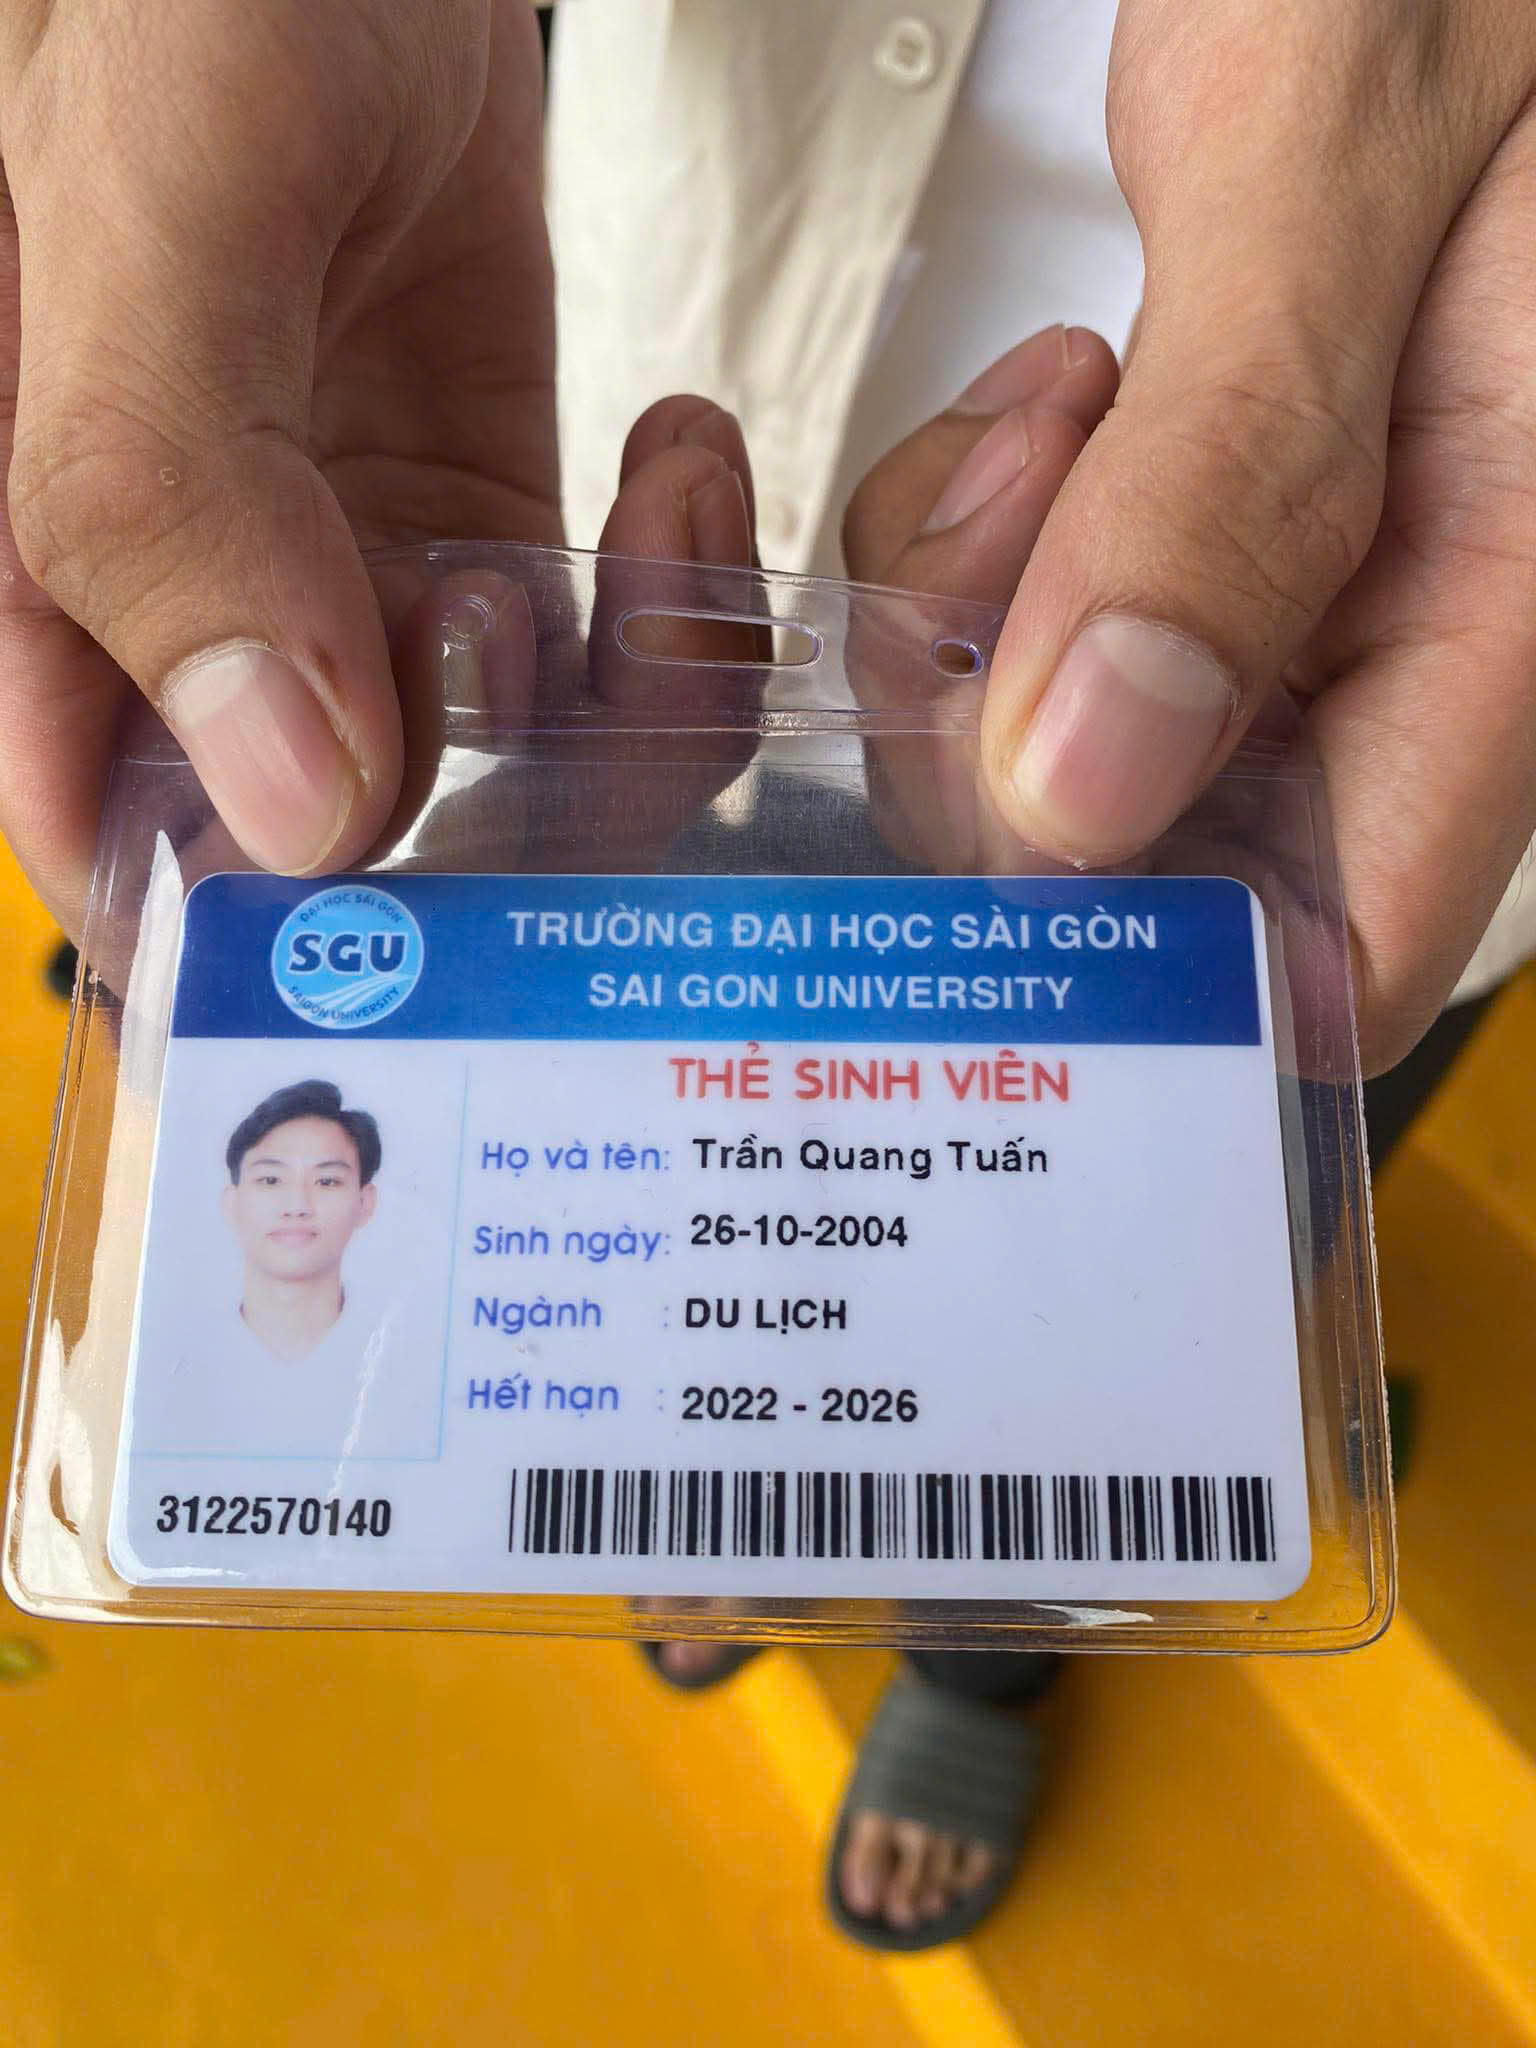 ĐẠI HỌC SÀI GÒN
SGU
SAIGON UNIVERSITY
TRƯỜNG ĐẠI HỌC SÀI GÒN
SAI GON UNIVERSITY
THẺ SINH VIÊN
Họ và tên: Trần Quang Tuấn
Sinh ngày: 26-10-2004
Ngành : DU LỊCH
Hết hạn : 2022 - 2026
3122570140